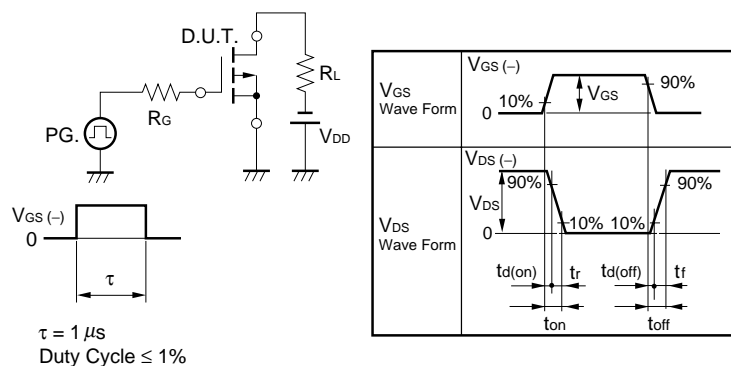 D.U.T.
RL
RG
PG.
VDD
VGS (−)
0
τ
τ = 1 μs
Duty Cycle ≤ 1%
VGS
Wave Form
VGS (−)
10%
0
VGS
90%
VDS
Wave Form
VDS (−)
90%
VDS
0
10%
10%
90%
td(on)
tr
td(off)
tf
ton
toff